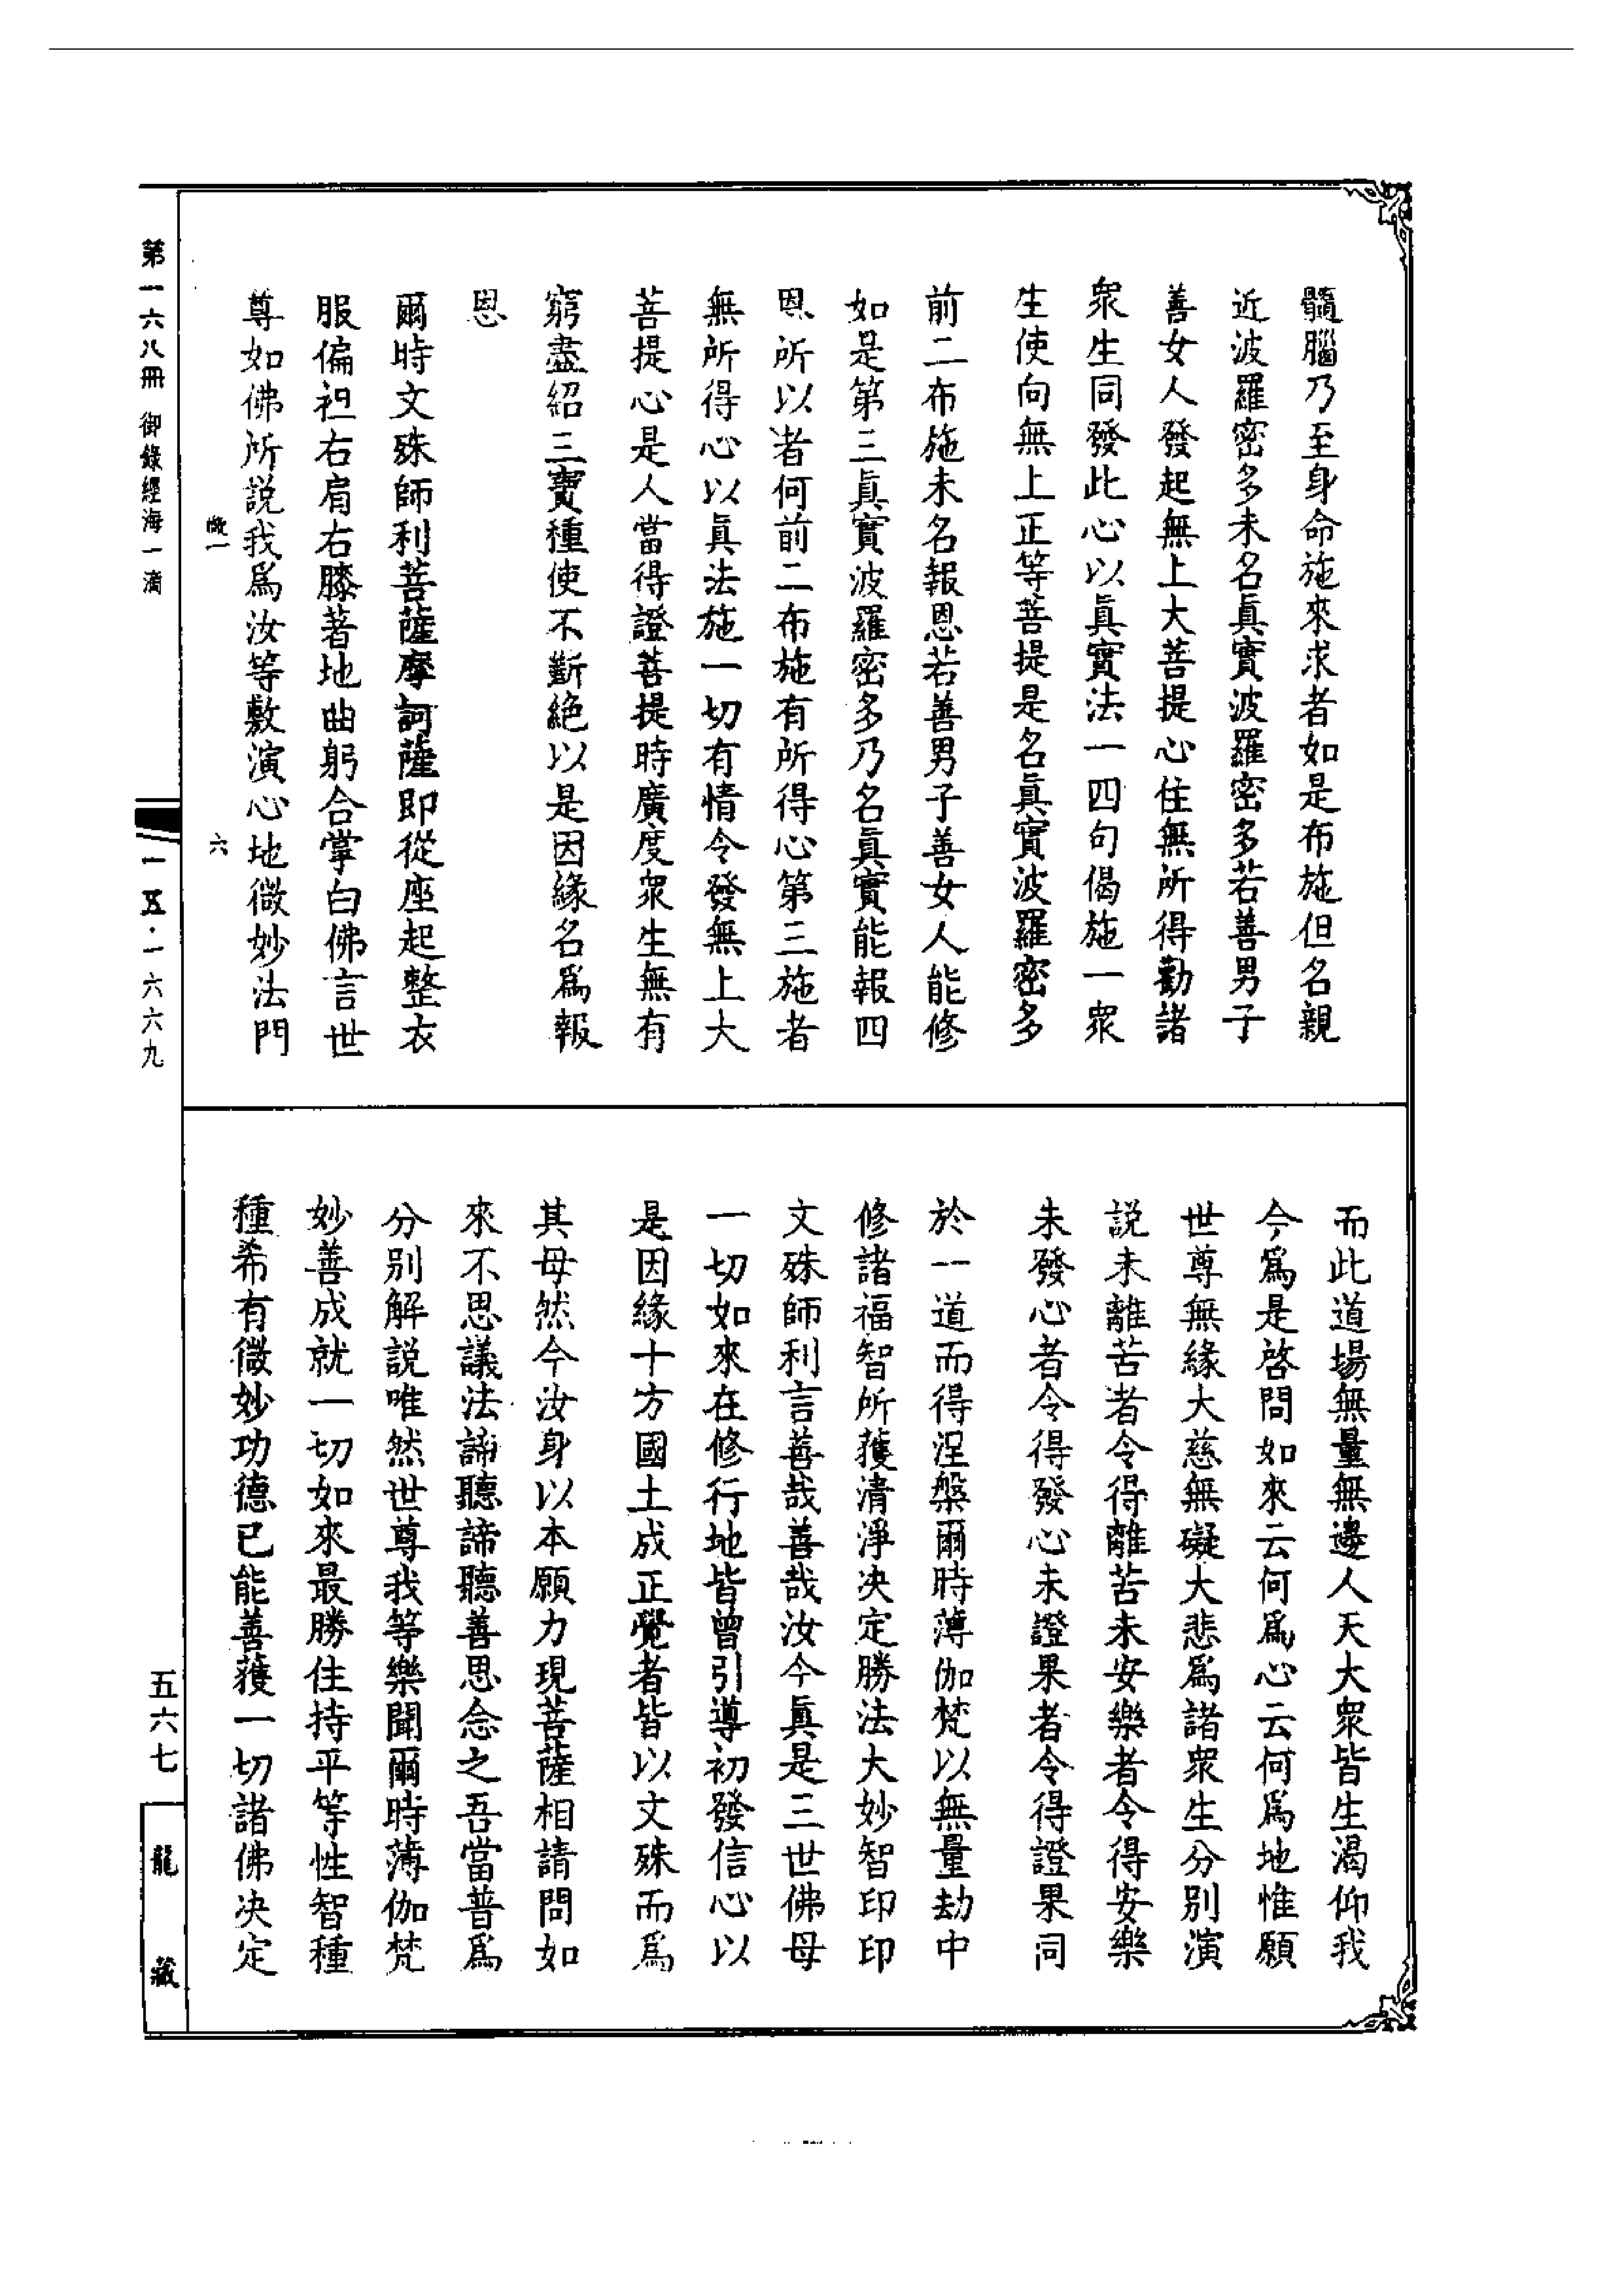 髓腦乃至身命施來求者如是布施但名親
近波羅密多未名眞實波羅密多若善男子
善女人發起無上大菩提心住無所得勸諸
衆生同發此心以眞實法一四句偈施一衆
生使向無上正等菩提是名眞實波羅密多
前二布施未名報恩若善男子善女人能修
如是第三眞實波羅密多乃名眞實能報四
恩所以者何前二布施有所得心第三施者
無所得心以眞法施一切有情令發無上大
菩提心是人當得證菩提時廣度衆生無有
窮盡紹三寶種使不斷絶以是因緣名爲報
恩
爾時文殊師利菩薩摩訶薩即從座起整衣
服偏袒右肩右膝著地曲躬合掌白佛言世
尊如佛所説我爲汝等敷演心地微妙法門
六
而此道場無量無邊人天大衆皆生渴仰我
今爲是啓問如來云何爲心云何爲地惟願
世尊無緣大慈無礙大悲爲諸衆生分別演
説未離苦者令得離苦未安樂者令得安樂
未發心者令得發心未證果者令得證果同
於一道而得涅槃爾時薄伽梵以無量劫中
修諸福智所獲清淨决定勝法大妙智印印
文殊師利言善哉善哉汝今眞是三世佛母
一切如來在修行地皆曾引導初發信心以
是因緣十方國土成正覺者皆以文殊而爲
其母然今汝身以本願力現菩薩相請問如
來不思議法諦聽諦聽善思念之吾當普爲
分別解説唯然世尊我等樂聞爾時薄伽梵
妙善成就一切如來最勝住持平等性智種
種希有微妙功德已能善獲一切諸佛决定
第一六八冊 御錄經海一滴
一五·一六六九
五六七
龍藏